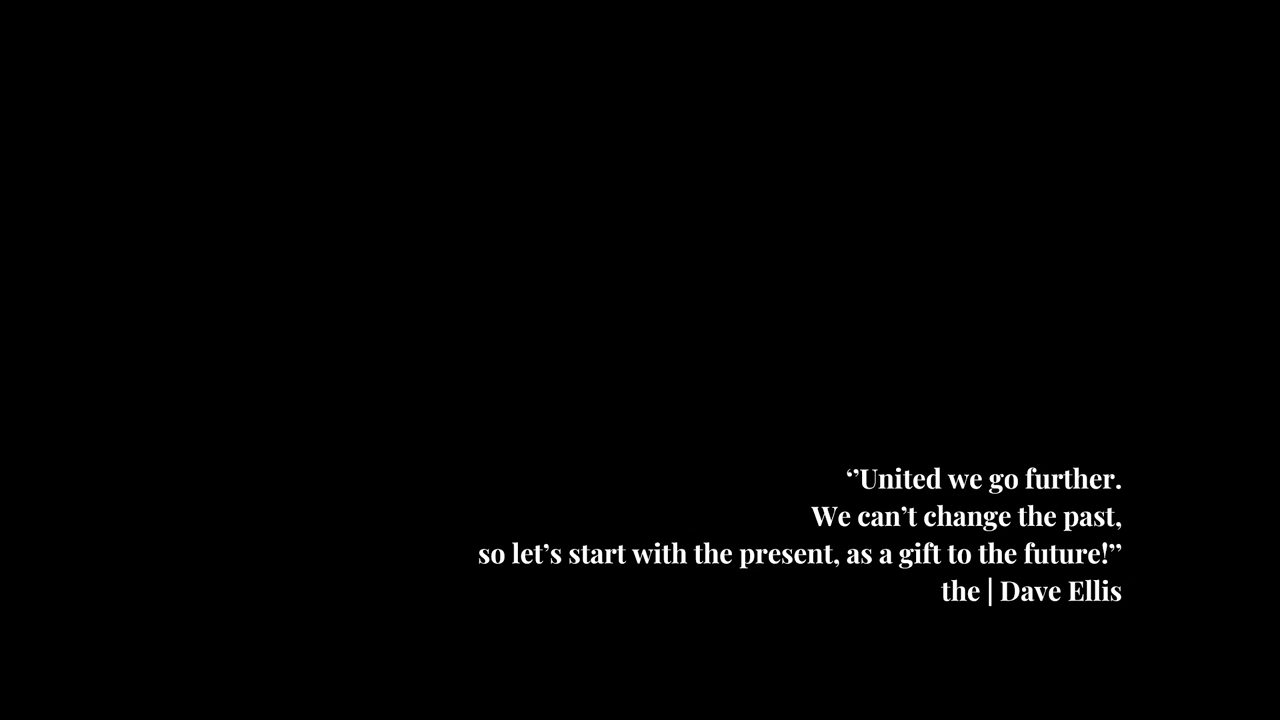 ‘’United we go further.
We can’t change the past,
so let’s start with the present, as a gift to the future!’’
the | Dave Ellis